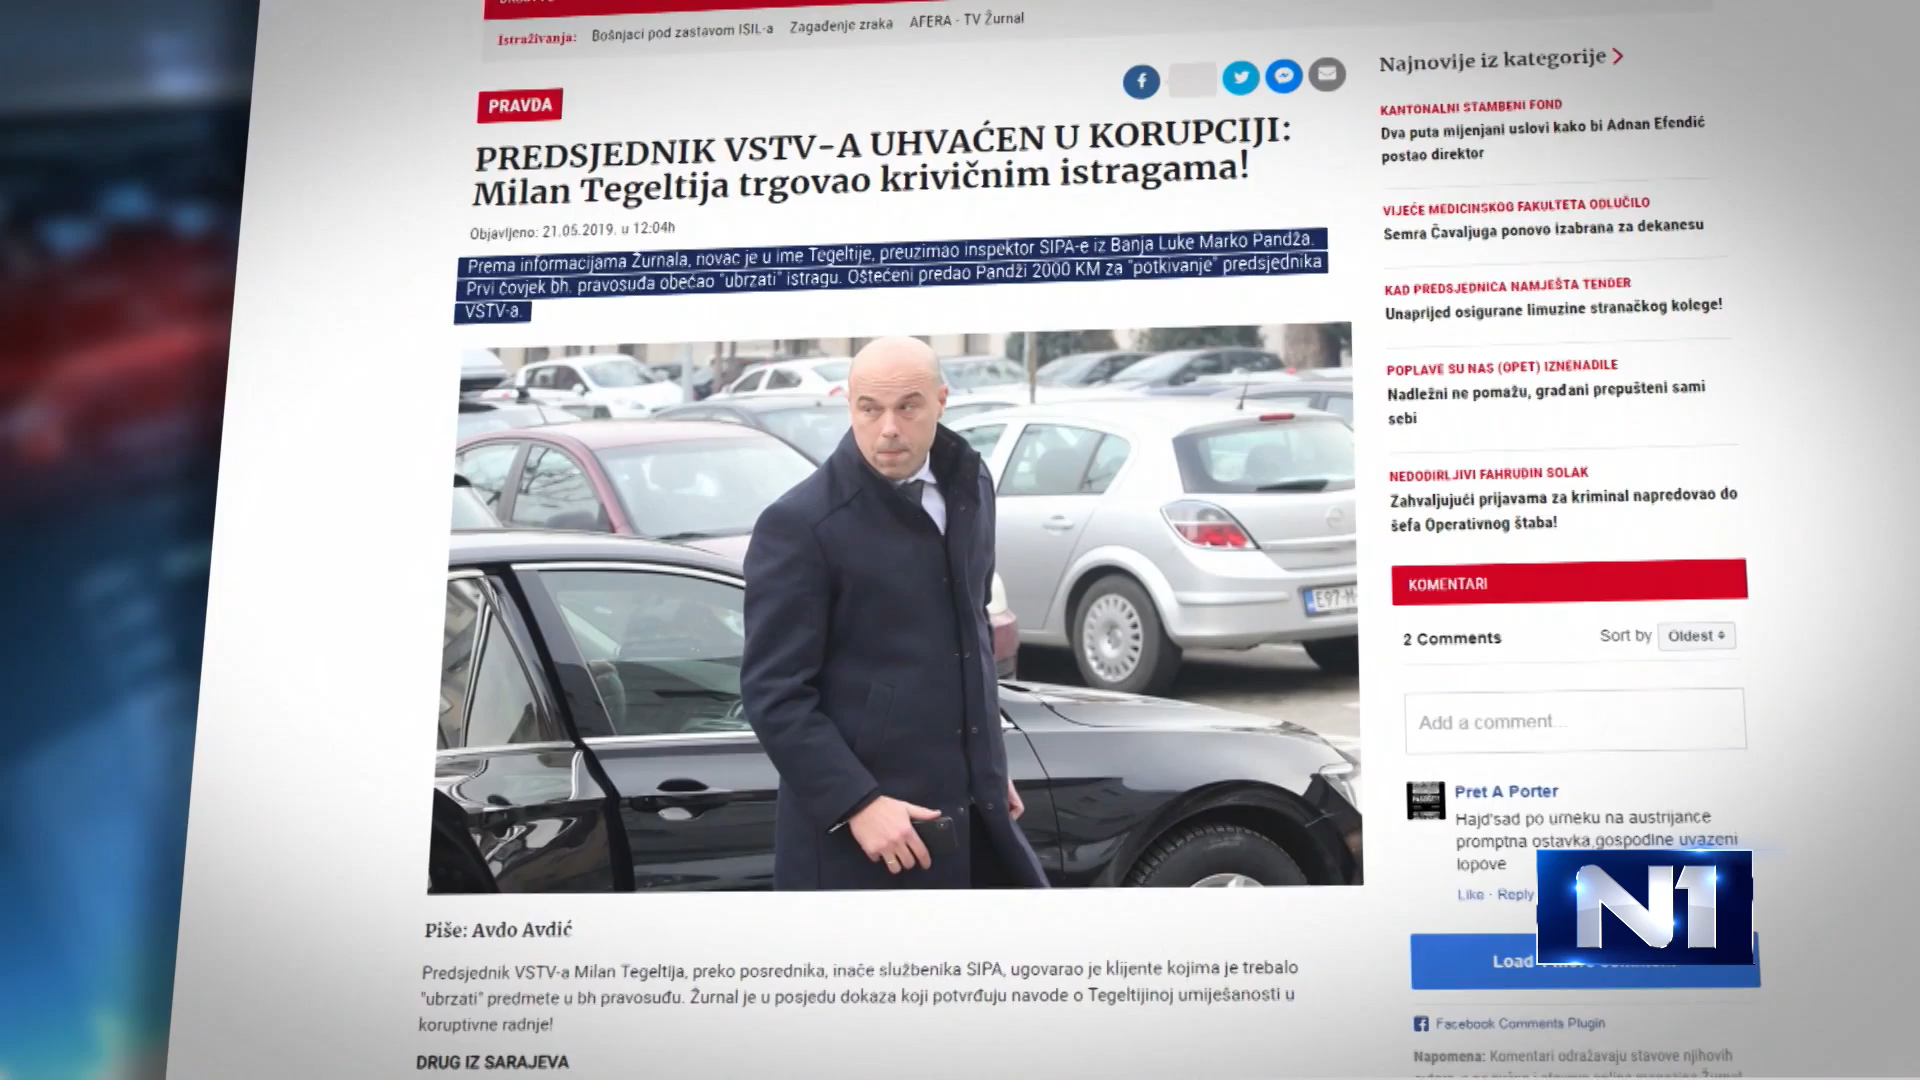 Istraživanja: Bošnjaci pod zastavom ISIL-a Zagađenje zraka AFERA - TV Žurnal
PRAVDA
PREDSJEDNIK VSTV-A UHVAĆEN U KORUPCIJI:
Milan Tegeltija trgovao krivičnim istragama!
Objavljeno: 21.05.2019. u 12:04h
Prema informacijama Žurnala, novac je u ime Tegeltije, preuzimao inspektor SIPA-e iz Banja Luke Marko Pandža.
Prvi čovjek bh. pravosuđa obećao "ubrzati" istragu. Oštećeni predao Pandži 2000 KM za "potkivanje" predsjednika
VSTV-a.
E97-M
Piše: Avdo Avdić
Predsjednik VSTV-a Milan Tegeltija, preko posrednika, inače službenika SIPA, ugovarao je klijente kojima je trebalo
"ubrzati" predmete u bh pravosuđu. Žurnal je u posjedu dokaza koji potvrđuju navode o Tegeltijinoj umiješanosti u
koruptivne radnje!
DRUG IZ SARAJEVA
Najnovije iz kategorije
KANTONALNI STAMBENI FOND
Dva puta mijenjani uslovi kako bi Adnan Efendić
postao direktor
VIJEĆE MEDICINSKOG FAKULTETA ODLUČILO
Semra Čavaljuga ponovo izabrana za dekanesu
KAD PREDSJEDNICA NAMJEŠTA TENDER
Unaprijed osigurane limuzine stranačkog kolege!
POPLAVE SU NAS (OPET) IZNENADILE
Nadležni ne pomažu, građani prepušteni sami
sebi
NEDODIRLJIVI FAHRUDIN SOLAK
Zahvaljujući prijavama za kriminal napredovao do
šefa Operativnog štaba!
KOMENTARI
2 Comments Sort by Oldest
Add a comment...
Pret A Porter
Hajd'sad po urneku na austrijance
promptna ostavka,gospodine uvazeni
lopove
Like · Reply
N1
Load
Facebook Comments Plugin
Napomena: Komentari odražavaju stavove njihovih